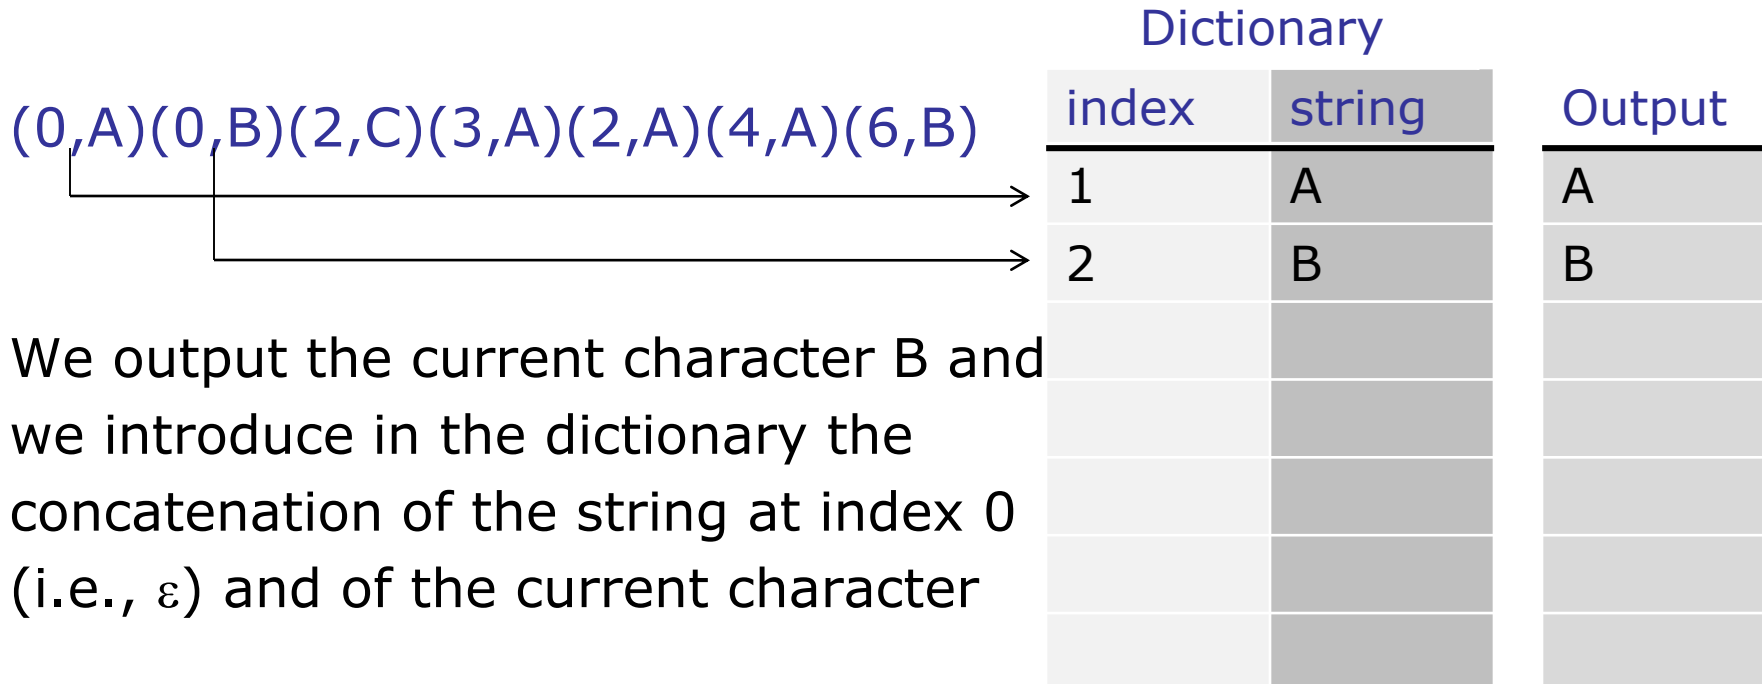 Dictionary
(0,A)(0,B)(2,C)(3,A)(2,A)(4,A)(6,B)
index string Output
1 A A
2 B B
We output the current character B and
we introduce in the dictionary the
concatenation of the string at index 0
(i.e., ε) and of the current character